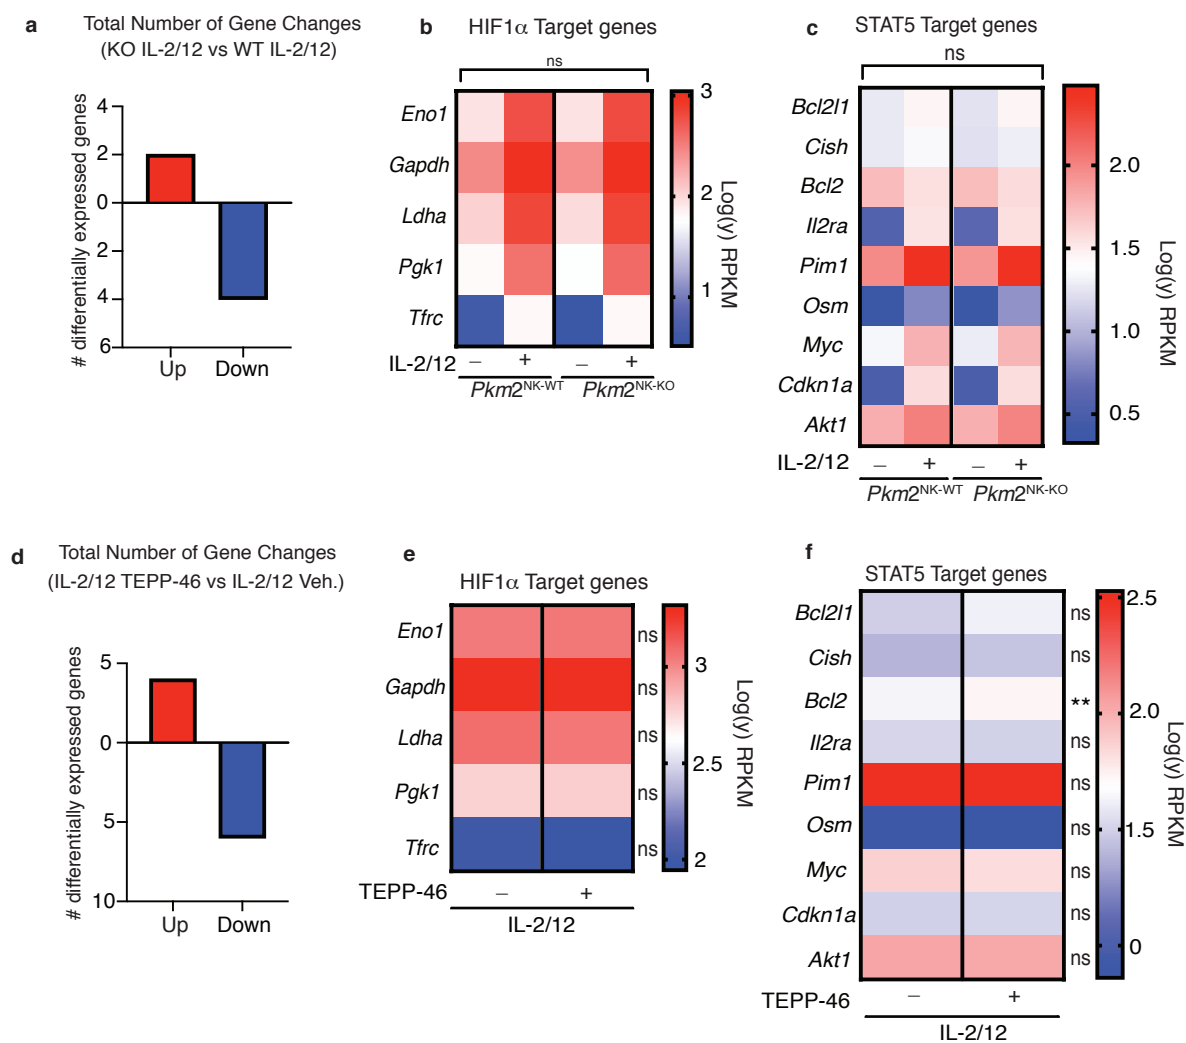 a
Total Number of Gene Changes
(KO IL-2/12 vs WT IL-2/12)
# differentially expressed genes
4
2
0
2
4
6
Up
Down
b
HIF1α Target genes
ns
Eno1
Gapdh
Ldha
Pgk1
Tfrc
IL-2/12
– + – +
Pkm2NK-WT
Pkm2NK-KO
3
2
1
Log(y) RPKM
c
STAT5 Target genes
ns
Bcl2l1
Cish
Bcl2
Il2ra
Pim1
Osm
Myc
Cdkn1a
Akt1
IL-2/12
– + – +
Pkm2NK-WT
Pkm2NK-KO
2.0
1.5
1.0
0.5
Log(y) RPKM
d
Total Number of Gene Changes
(IL-2/12 TEPP-46 vs IL-2/12 Veh.)
# differentially expressed genes
5
0
5
10
Up
Down
e
HIF1α Target genes
Eno1 ns
Gapdh ns
Ldha ns
Pgk1 ns
Tfrc ns
TEPP-46 – +
IL-2/12
3
2.5
2
Log(y) RPKM
f
STAT5 Target genes
Bcl2l1 ns
Cish ns
Bcl2 **
Il2ra ns
Pim1 ns
Osm ns
Myc ns
Cdkn1a ns
Akt1 ns
TEPP-46 – +
IL-2/12
2.5
2.0
1.5
0
Log(y) RPKM